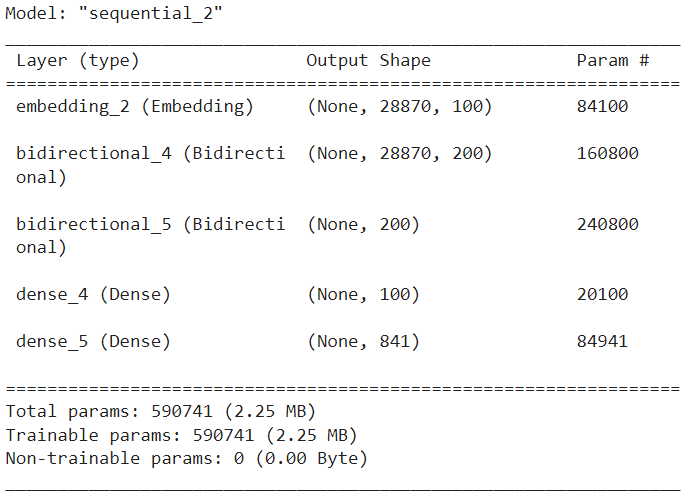 Model: "sequential_2"
_________________________________________________________________
Layer (type) Output Shape Param #
=================================================================
embedding_2 (Embedding) (None, 28870, 100) 84100
bidirectional_4 (Bidirecti (None, 28870, 200) 160800
onal)
bidirectional_5 (Bidirecti (None, 200) 240800
onal)
dense_4 (Dense) (None, 100) 20100
dense_5 (Dense) (None, 841) 84941
=================================================================
Total params: 590741 (2.25 MB)
Trainable params: 590741 (2.25 MB)
Non-trainable params: 0 (0.00 Byte)
_________________________________________________________________